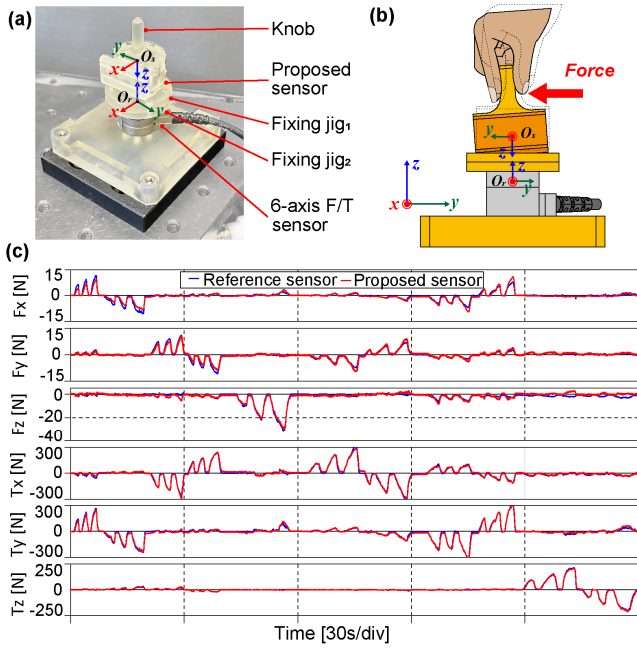 (a)
Knob
y
Os
x
z
Proposed
sensor
z
Or
x
y
Fixing jig1
Fixing jig2
6-axis F/T
sensor
(b)
Force
y
Os
z
z
Or
y
z
x
y
(c)
Reference sensor
Proposed sensor
Fx [N]
15
0
-15
Fy [N]
15
0
-15
Fz [N]
0
-20
-40
Tx [N]
300
0
-300
Ty [N]
300
0
-300
Tz [N]
250
0
-250
Time [30s/div]